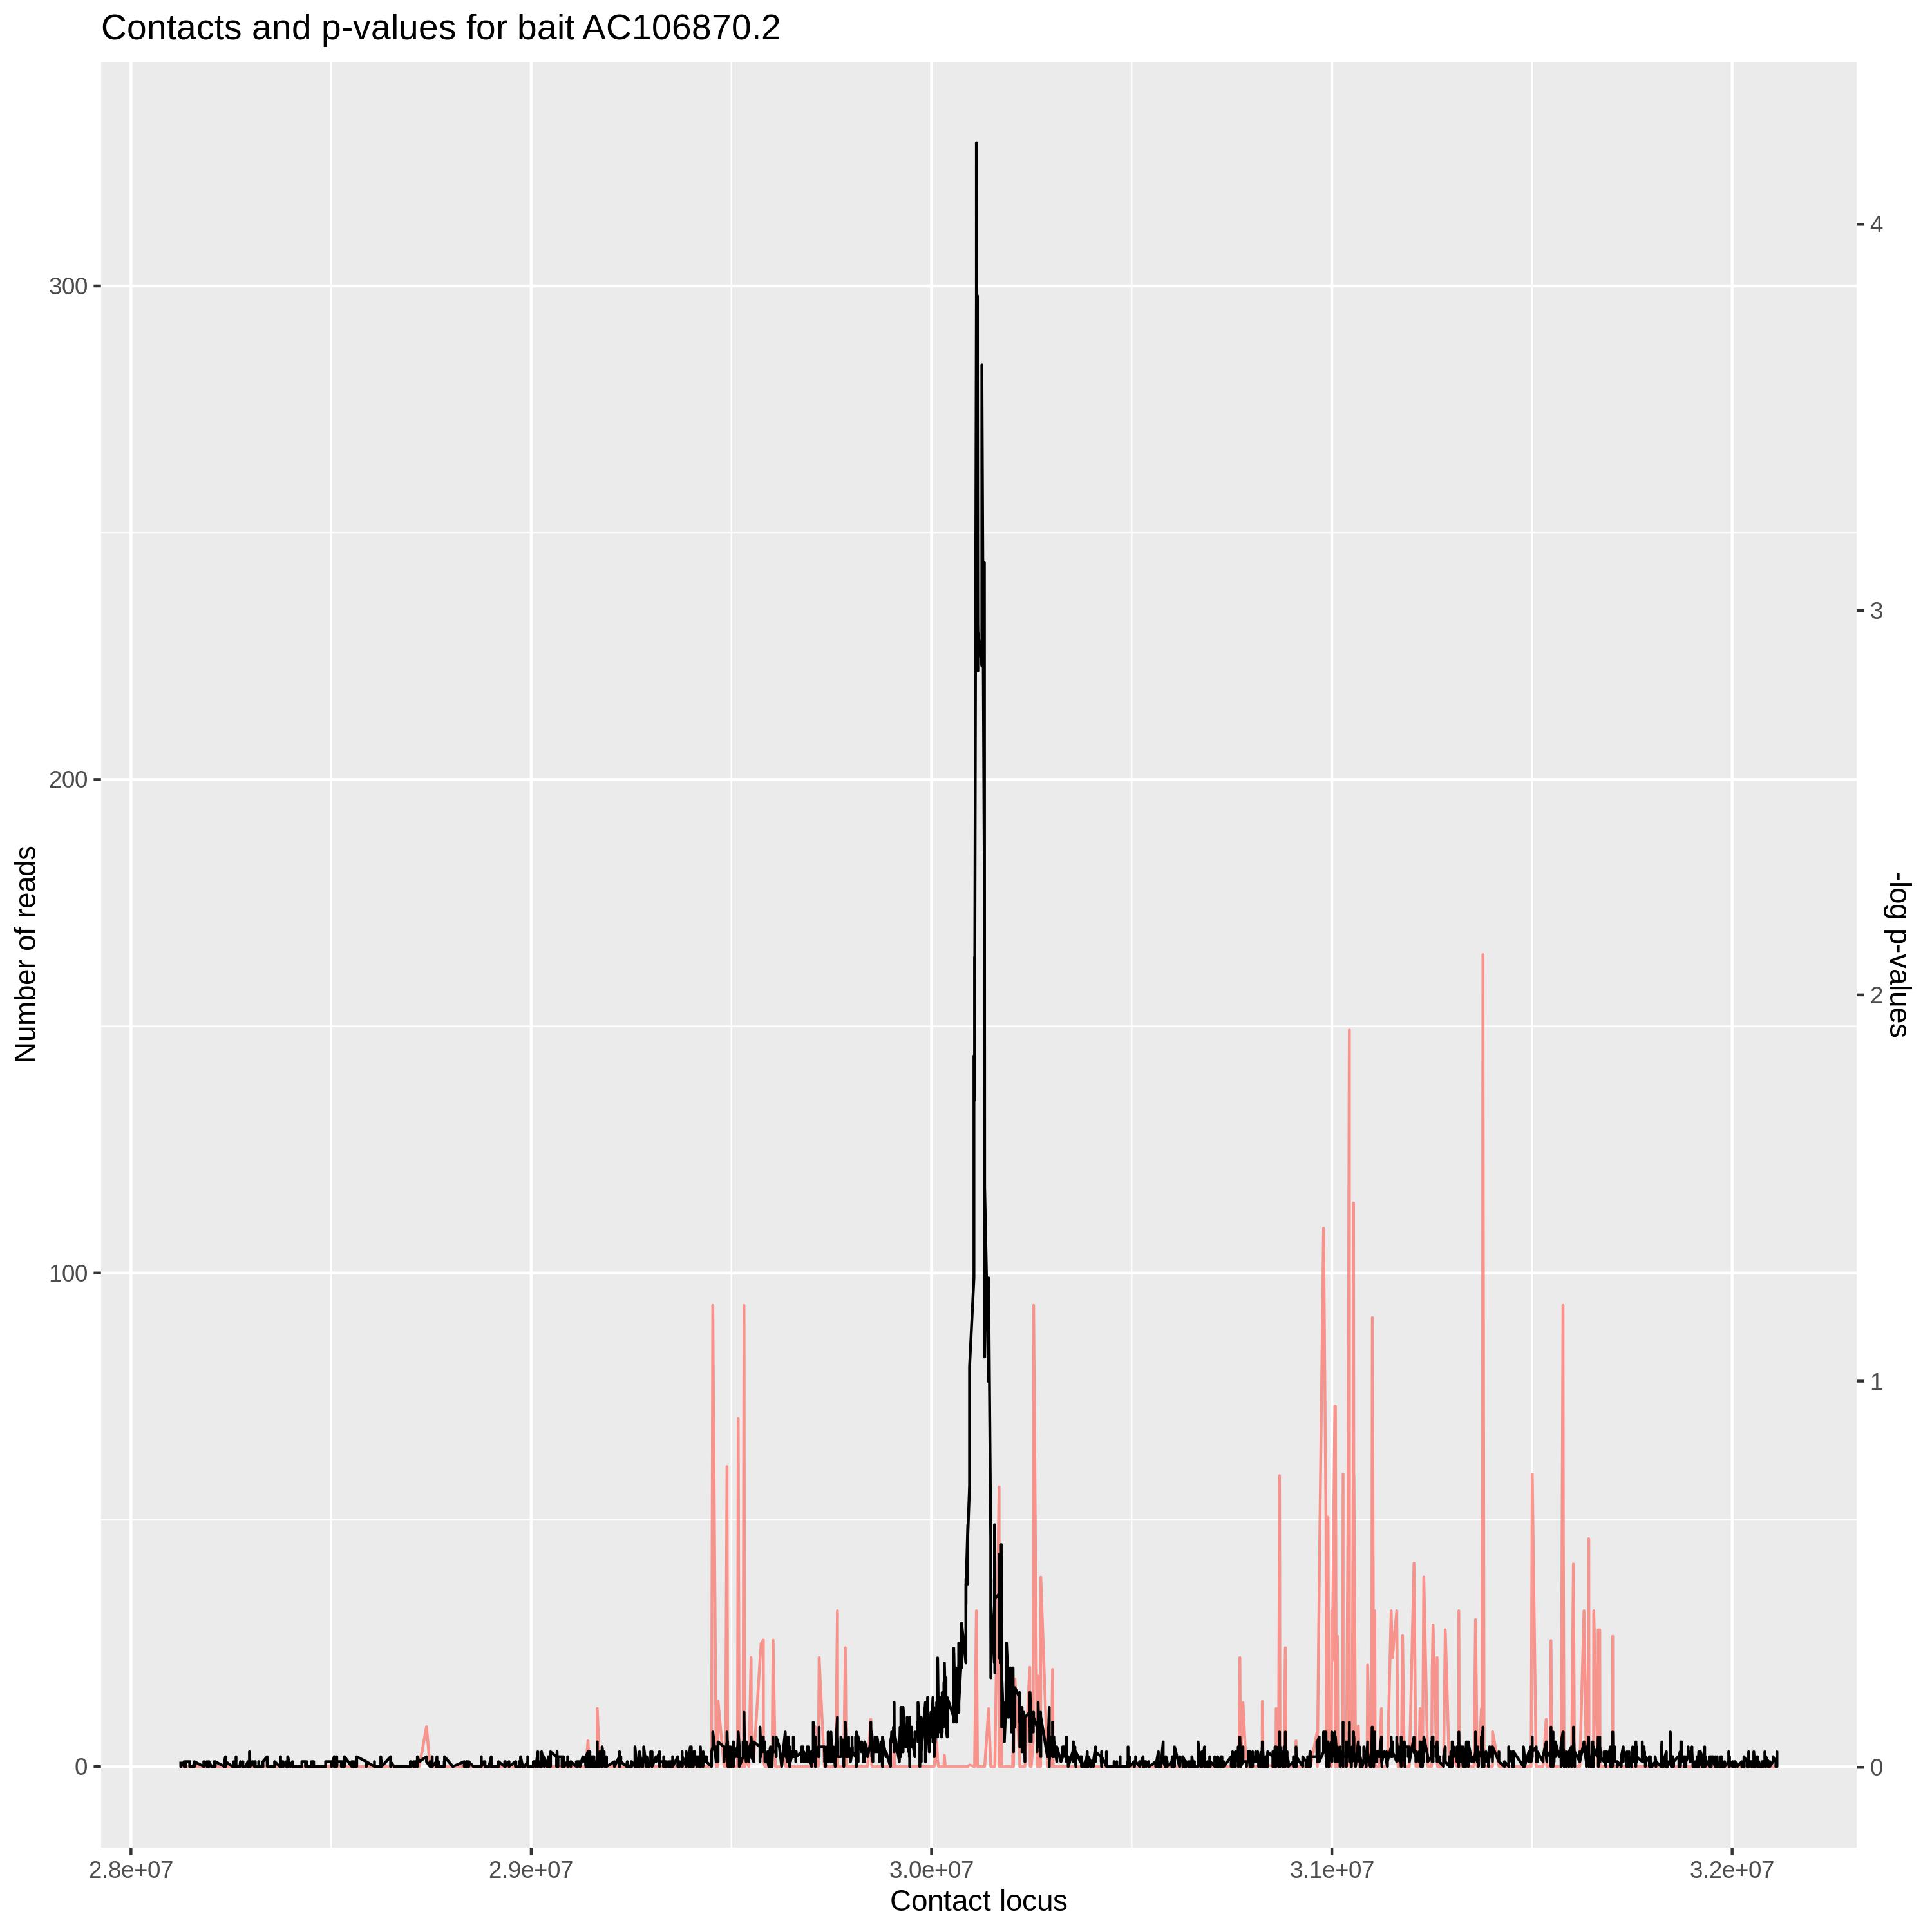 Contacts and p-values for bait AC106870.2
300
200
100
0
Number of reads
4
3
2
1
0
-log p-values
2.8e+07 2.9e+07 3.0e+07 3.1e+07 3.2e+07
Contact locus